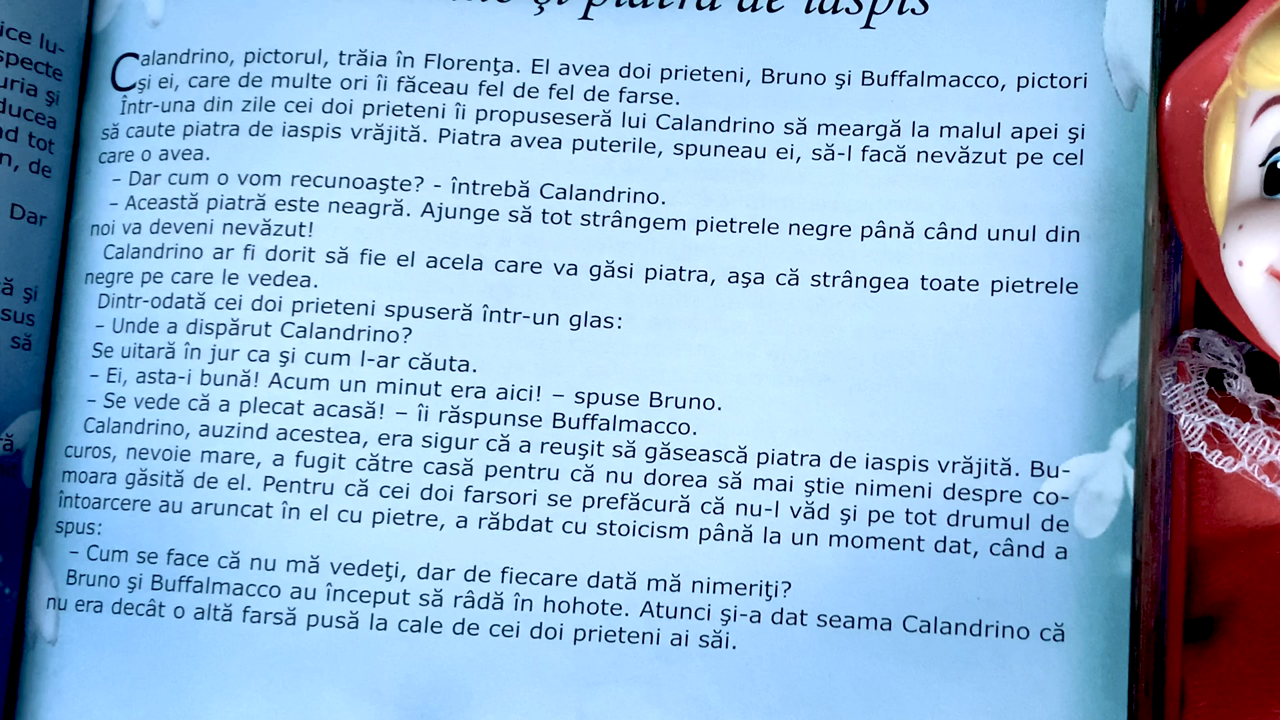 şi piatra de iaspis
Calandrino, pictorul, trăia în Florenţa. El avea doi prieteni, Bruno şi Buffalmacco, pictori
şi ei, care de multe ori îi făceau fel de fel de farse.
Într-una din zile cei doi prieteni îi propuseseră lui Calandrino să meargă la malul apei şi
să caute piatra de iaspis vrăjită. Piatra avea puterile, spuneau ei, să-l facă nevăzut pe cel
care o avea.
– Dar cum o vom recunoaşte? - întrebă Calandrino.
– Această piatră este neagră. Ajunge să tot strângem pietrele negre până când unul din
noi va deveni nevăzut!
Calandrino ar fi dorit să fie el acela care va găsi piatra, aşa că strângea toate pietrele
negre pe care le vedea.
Dintr-odată cei doi prieteni spuseră într-un glas:
– Unde a dispărut Calandrino?
Se uitară în jur ca şi cum l-ar căuta.
– Ei, asta-i bună! Acum un minut era aici! – spuse Bruno.
– Se vede că a plecat acasă! – îi răspunse Buffalmacco.
Calandrino, auzind acestea, era sigur că a reuşit să găsească piatra de iaspis vrăjită. Bu-
curos, nevoie mare, a fugit către casă pentru că nu dorea să mai ştie nimeni despre co-
moara găsită de el. Pentru că cei doi farsori se prefăcură că nu-l văd şi pe tot drumul de
întoarcere au aruncat în el cu pietre, a răbdat cu stoicism până la un moment dat, când a
spus:
– Cum se face că nu mă vedeţi, dar de fiecare dată mă nimeriţi?
Bruno şi Buffalmacco au început să râdă în hohote. Atunci şi-a dat seama Calandrino că
nu era decât o altă farsă pusă la cale de cei doi prieteni ai săi.